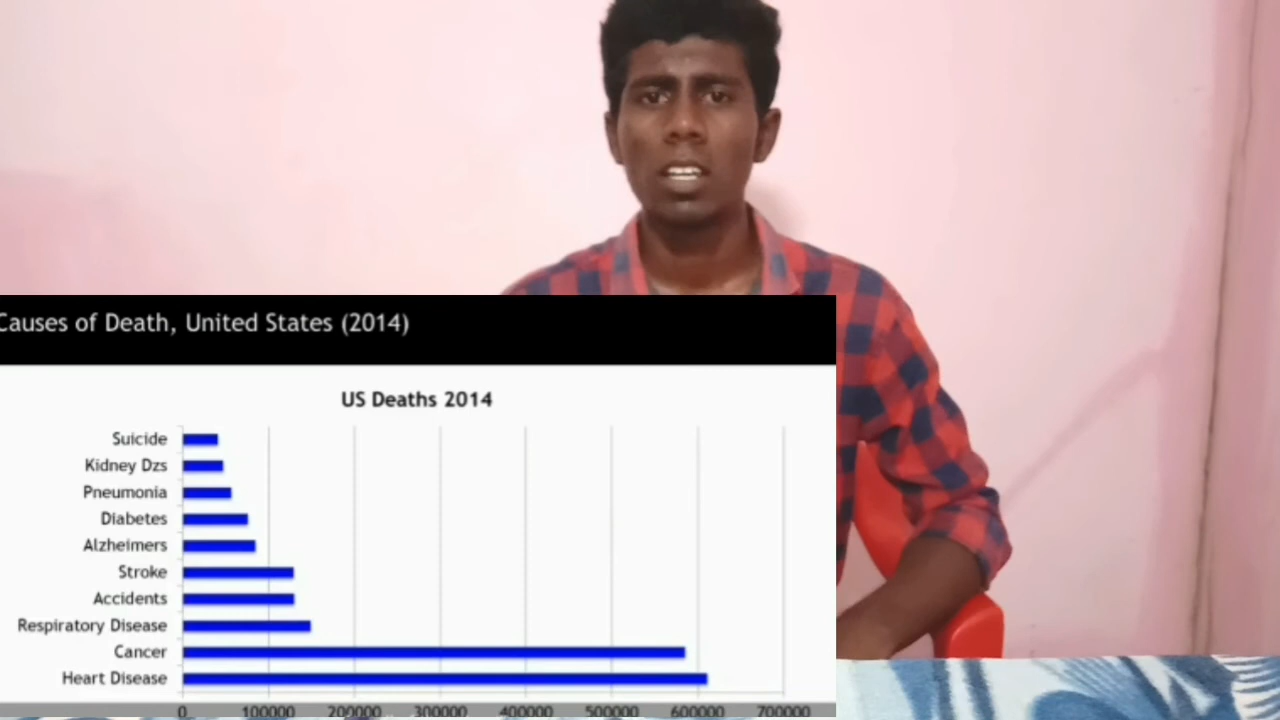 Causes of Death, United States (2014)
US Deaths 2014
Suicide
Kidney Dzs
Pneumonia
Diabetes
Alzheimers
Stroke
Accidents
Respiratory Disease
Cancer
Heart Disease
0 100000 200000 300000 400000 500000 600000 700000